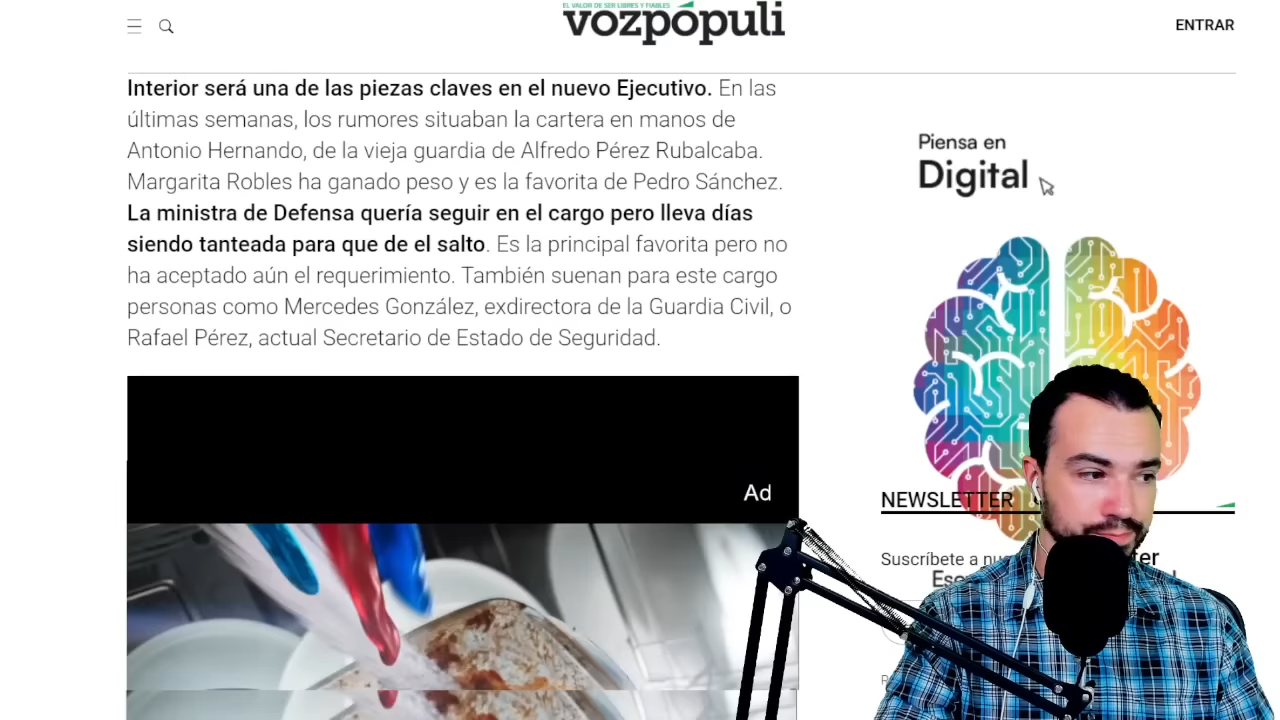 EL VALOR DE SER LIBRES Y FIABLES
vozpópuli
ENTRAR
Interior será una de las piezas claves en el nuevo Ejecutivo. En las
últimas semanas, los rumores situaban la cartera en manos de
Antonio Hernando, de la vieja guardia de Alfredo Pérez Rubalcaba.
Margarita Robles ha ganado peso y es la favorita de Pedro Sánchez.
La ministra de Defensa quería seguir en el cargo pero lleva días
siendo tanteada para que de el salto. Es la principal favorita pero no
ha aceptado aún el requerimiento. También suenan para este cargo
personas como Mercedes González, exdirectora de la Guardia Civil, o
Rafael Pérez, actual Secretario de Estado de Seguridad.
Ad
Piensa en
Digital
NEWSLETTER
Suscríbete a